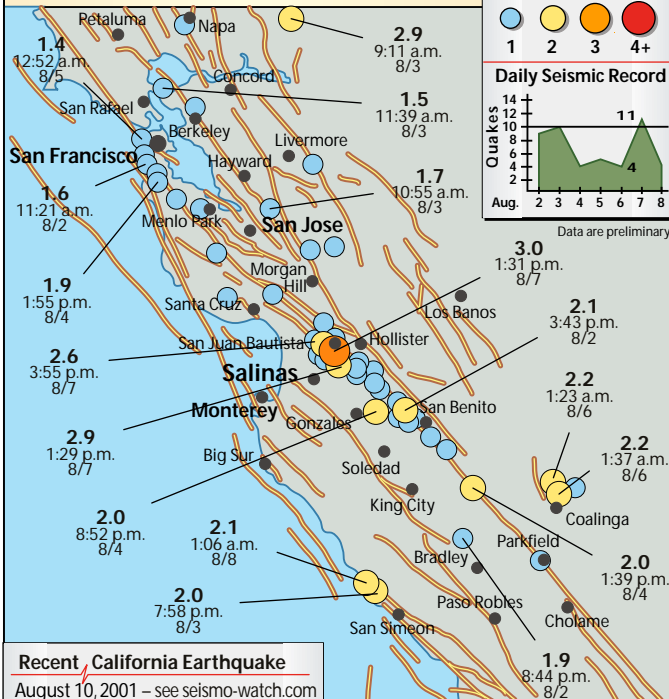 1 2 3 4+
Daily Seismic Record
Quakes
14
12
10
8
6
4
2
11
4
Aug. 2 3 4 5 6 7 8
Data are preliminary
Petaluma
Napa
2.9
9:11 a.m.
8/3
1.4
12:52 a.m.
8/5
Concord
San Rafael
1.5
11:39 a.m.
8/3
Berkeley
Livermore
San Francisco
Hayward
1.7
10:55 a.m.
8/3
1.6
11:21 a.m.
8/2
Menlo Park
San Jose
3.0
1:31 p.m.
8/7
1.9
1:55 p.m.
8/4
Morgan
Hill
Santa Cruz
Los Banos
2.1
3:43 p.m.
8/2
San Juan Bautista
Hollister
2.6
3:55 p.m.
8/7
Salinas
2.2
1:23 a.m.
8/6
Monterey
Gonzales
San Benito
2.9
1:29 p.m.
8/7
2.2
1:37 a.m.
8/6
Big Sur
Soledad
King City
Coalinga
2.0
8:52 p.m.
8/4
2.1
1:06 a.m.
8/8
Parkfield
Bradley
2.0
1:39 p.m.
8/4
2.0
7:58 p.m.
8/3
Paso Robles
Cholame
San Simeon
1.9
8:44 p.m.
8/2
Recent California Earthquake
August 10, 2001 – see seismo-watch.com